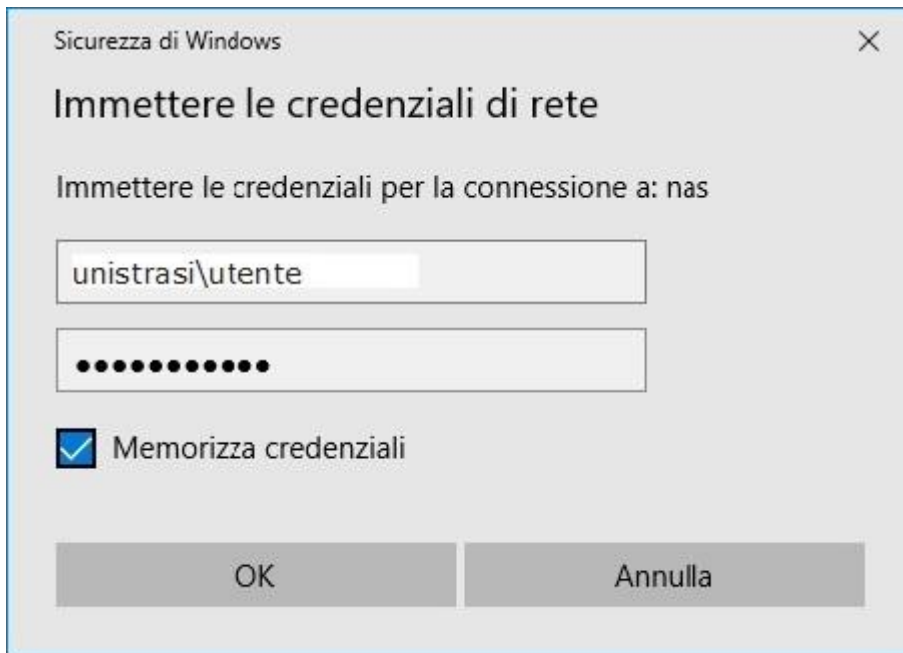 Sicurezza di Windows
Immettere le credenziali di rete
Immettere le credenziali per la connessione a: nas
unistrasi\utente
●●●●●●●●●●●
Memorizza credenziali
OK Annulla